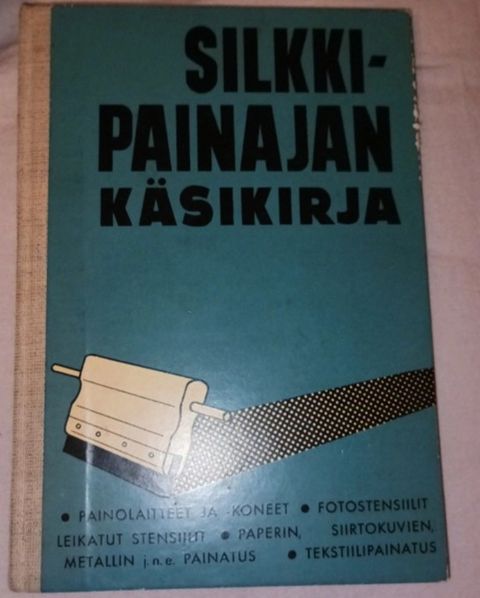 SILKKI-
PAINAJAN
KÄSIKIRJA
• PAINOLAITTEET JA -KONEET • FOTOSTENSIILIT
LEIKATUT STENSIILIT • PAPERIN, SIIRTOKUVIEN,
METALLIN j.n.e. PAINATUS • TEKSTIILIPAINATUS